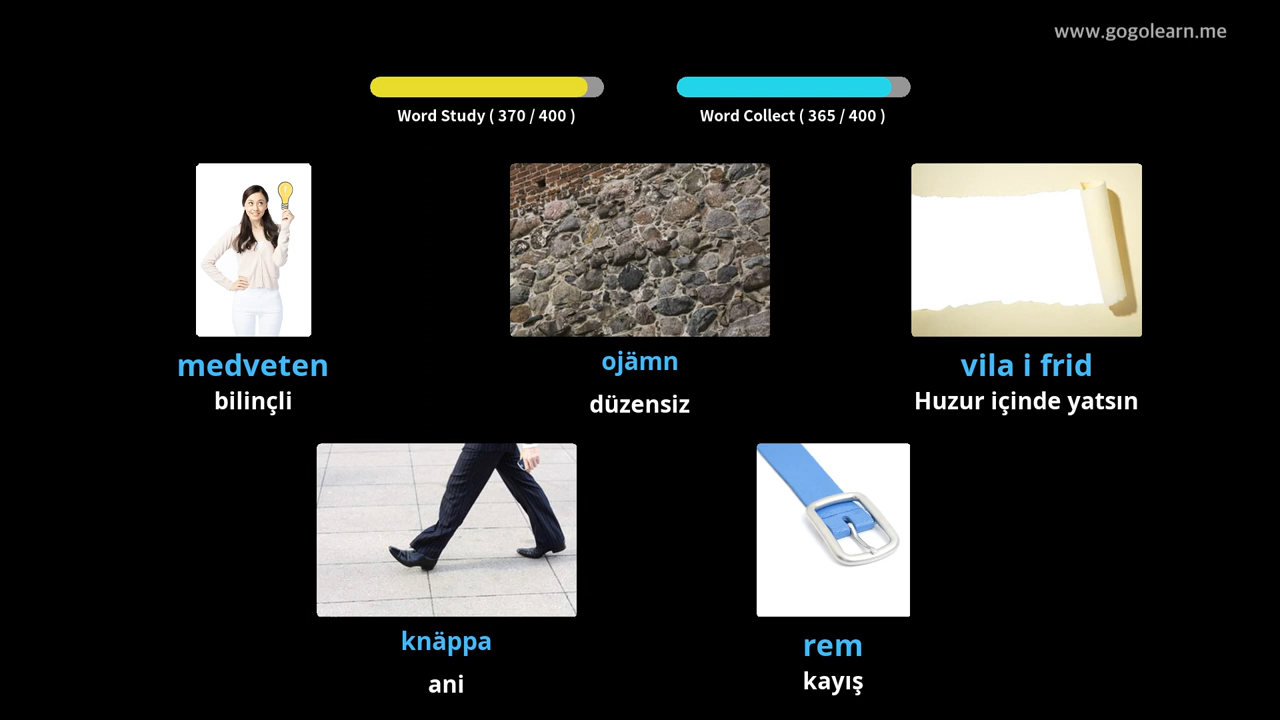 www.gogolearn.me
Word Study ( 370 / 400 )
Word Collect ( 365 / 400 )
medveten
bilinçli
ojämn
düzensiz
vila i frid
Huzur içinde yatsın
knäppa
ani
rem
kayış